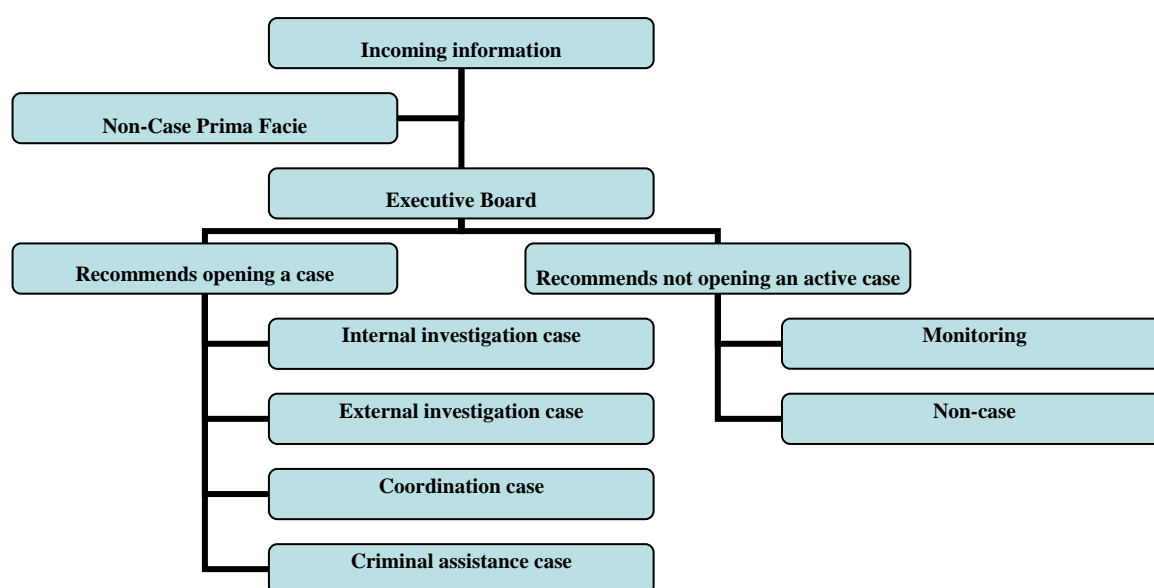 Incoming information
Non-Case Prima Facie
Executive Board
Recommends opening a case
Recommends not opening an active case
Internal investigation case
Monitoring
External investigation case
Non-case
Coordination case
Criminal assistance case